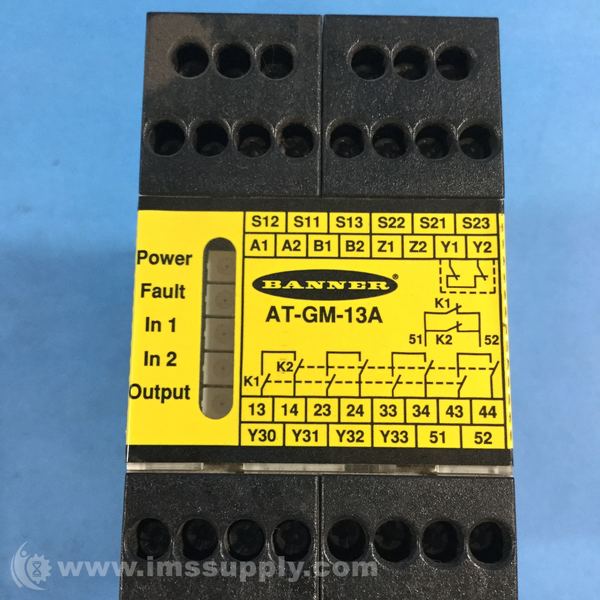 S12 S11 S13 S22 S21 S23
A1 A2 B1 B2 Z1 Z2 Y1 Y2
Power
Fault
In 1
In 2
Output
BANNER
AT-GM-13A
K1
51 K2 52
K2
K1
13 14 23 24 33 34 43 44
Y30 Y31 Y32 Y33 51 52
www.imssupply.com